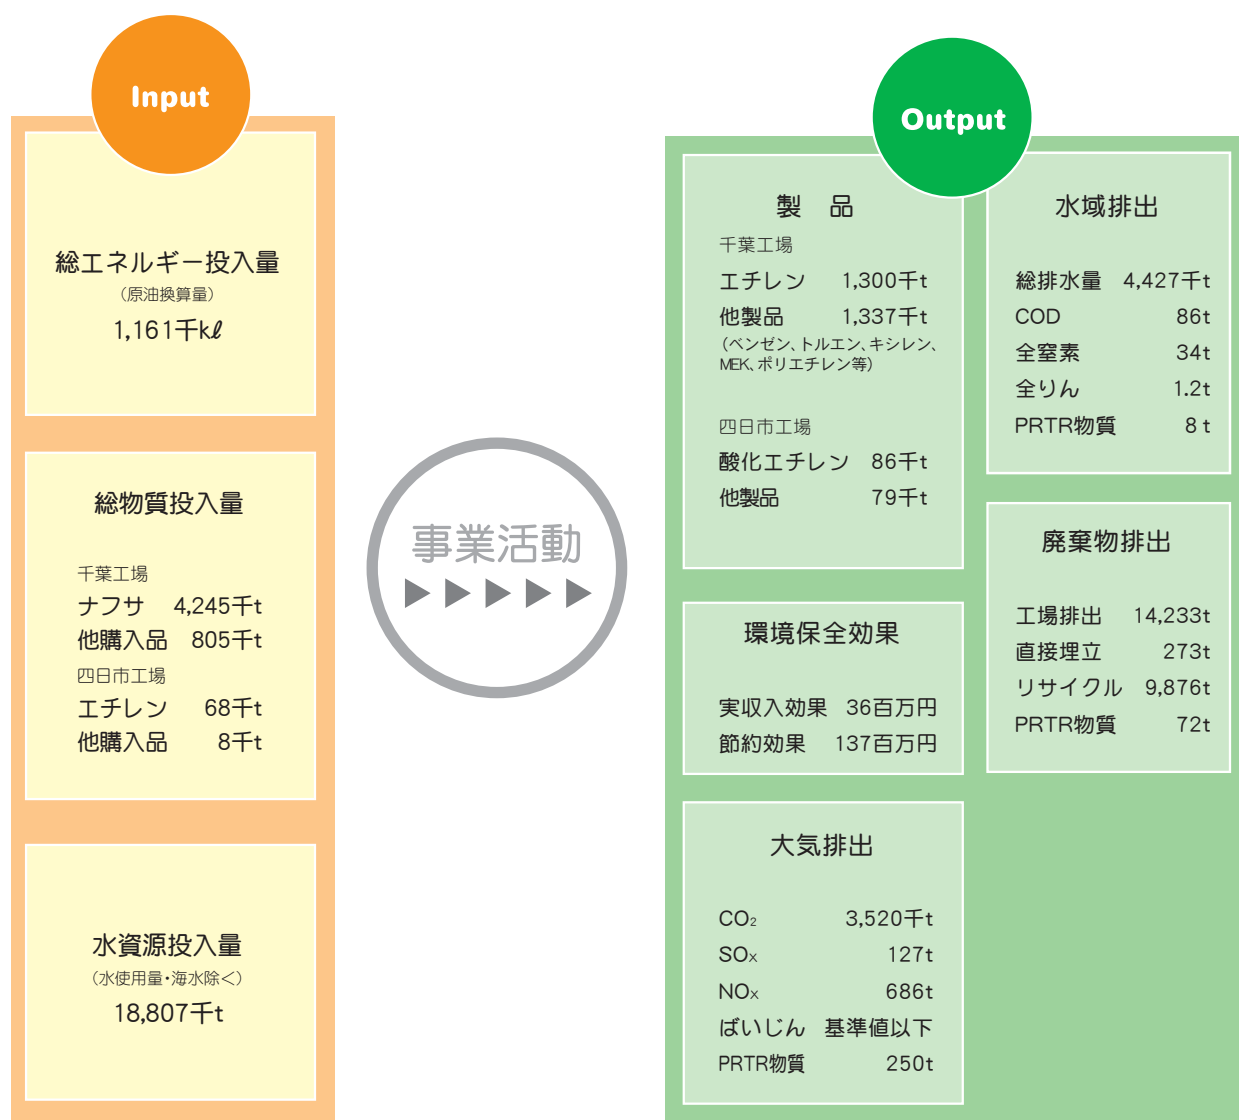 Input
総エネルギー投入量
（原油換算量）
1,161千kℓ
総物質投入量
千葉工場
ナフサ 4,245千t
他購入品 805千t
四日市工場
エチレン 68千t
他購入品 8千t
水資源投入量
（水使用量・海水除く）
18,807千t
事業活動
▶▶▶▶▶
Output
製 品
千葉工場
エチレン 1,300千t
他製品 1,337千t
（ベンゼン、トルエン、キシレン、
MEK、ポリエチレン等）
四日市工場
酸化エチレン 86千t
他製品 79千t
環境保全効果
実収入効果 36百万円
節約効果 137百万円
大気排出
CO₂ 3,520千t
SOx 127t
NOx 686t
ばいじん 基準値以下
PRTR物質 250t
水域排出
総排水量 4,427千t
COD 86t
全窒素 34t
全りん 1.2t
PRTR物質 8t
廃棄物排出
工場排出 14,233t
直接埋立 273t
リサイクル 9,876t
PRTR物質 72t